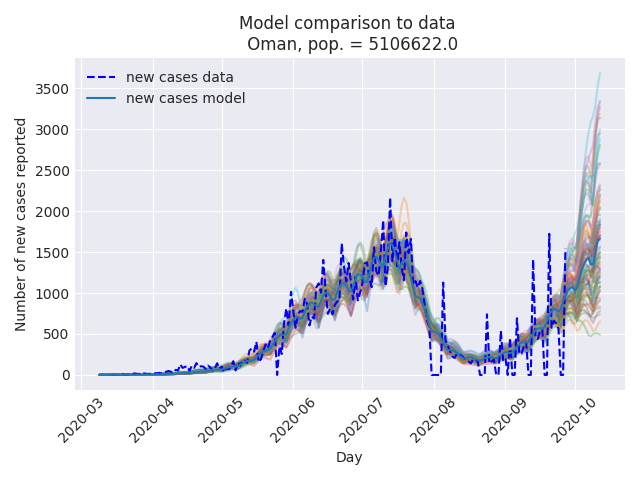 Model comparison to data
Oman, pop. = 5106622.0
new cases data
new cases model
Number of new cases reported
3500
3000
2500
2000
1500
1000
500
0
2020-03
2020-04
2020-05
2020-06
2020-07
2020-08
2020-09
2020-10
Day